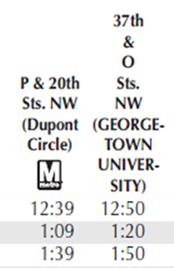 37th
&
O
P & 20th Sts.
Sts. NW NW
(Dupont (GEORGE-
Circle) TOWN
M UNIVER-
Metro SITY)
12:39 12:50
1:09 1:20
1:39 1:50